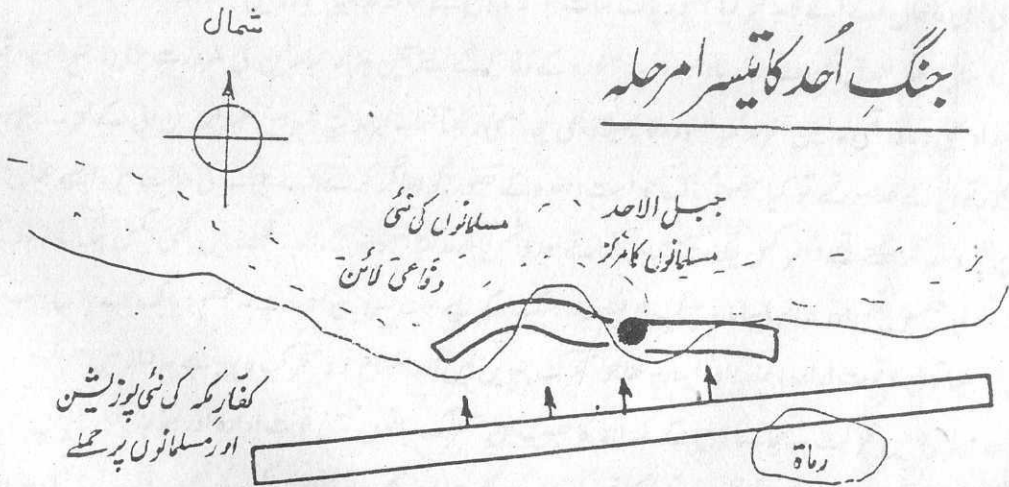 جنگِ اُحد کا تیسرا مرحلہ
شمال
جبل الاحد
مسلمانوں کا مرکز
مسلمانوں کی نئی
دفاعی لائن
کفارِ مکہ کی نئی پوزیشن
اور مسلمانوں پر حملے
رماة